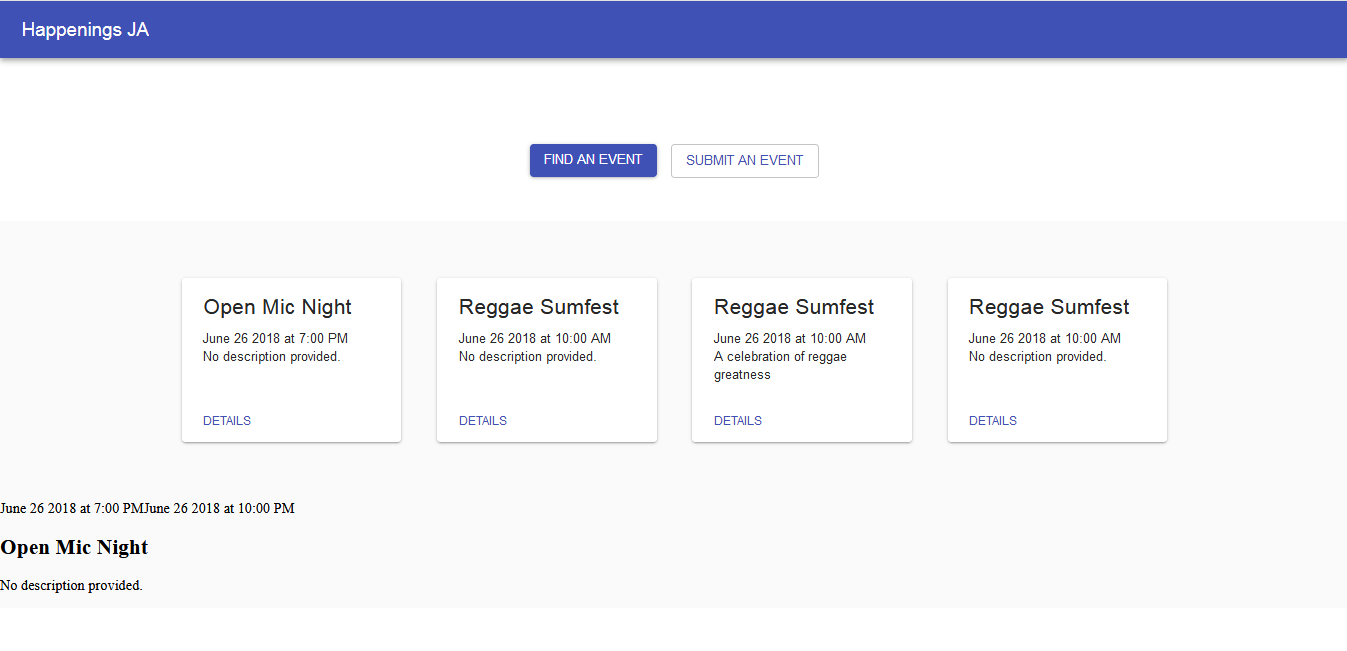 Happenings JA
FIND AN EVENT
SUBMIT AN EVENT
Open Mic Night
June 26 2018 at 7:00 PM
No description provided.
DETAILS
Reggae Sumfest
June 26 2018 at 10:00 AM
No description provided.
DETAILS
Reggae Sumfest
June 26 2018 at 10:00 AM
A celebration of reggae
greatness
DETAILS
Reggae Sumfest
June 26 2018 at 10:00 AM
No description provided.
DETAILS
June 26 2018 at 7:00 PMJune 26 2018 at 10:00 PM
Open Mic Night
No description provided.